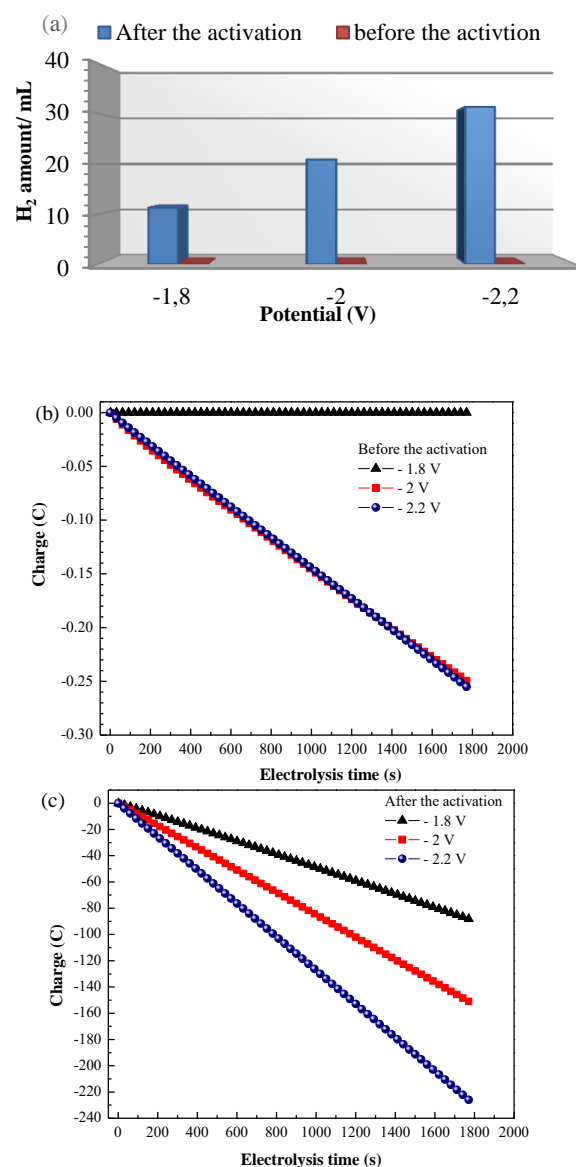 (a)
After the activation before the activtion
40
30
20
10
0
H₂ amount/ mL
-1,8 -2 -2,2
Potential (V)
(b)
0.00
-0.05
-0.10
-0.15
-0.20
-0.25
-0.30
Charge (C)
Before the activation
- 1.8 V
- 2 V
- 2.2 V
0 200 400 600 800 1000 1200 1400 1600 1800 2000
Electrolysis time (s)
(c)
0
-20
-40
-60
-80
-100
-120
-140
-160
-180
-200
-220
-240
Charge (C)
After the activation
- 1.8 V
- 2 V
- 2.2 V
0 200 400 600 800 1000 1200 1400 1600 1800 2000
Electrolysis time (s)